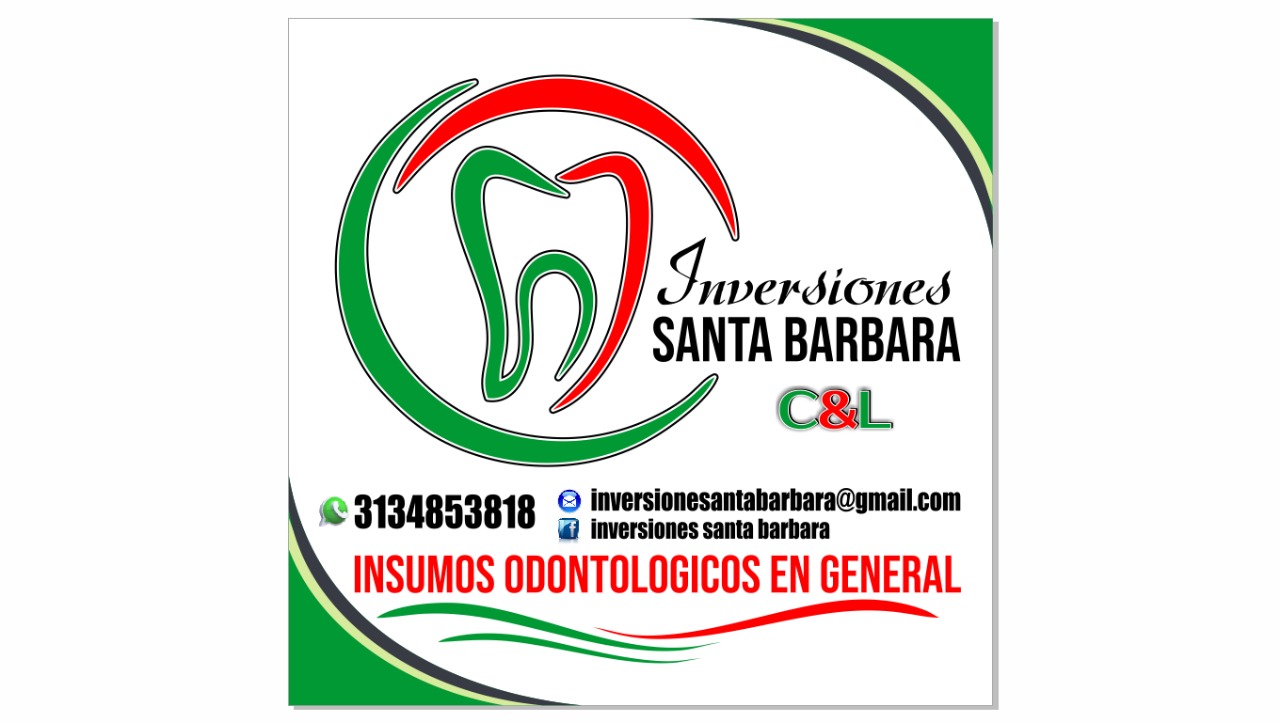 Inversiones
SANTA BARBARA
C&L
3134853818
inversionesantabarbara@gmail.com
inversiones santa barbara
INSUMOS ODONTOLOGICOS EN GENERAL